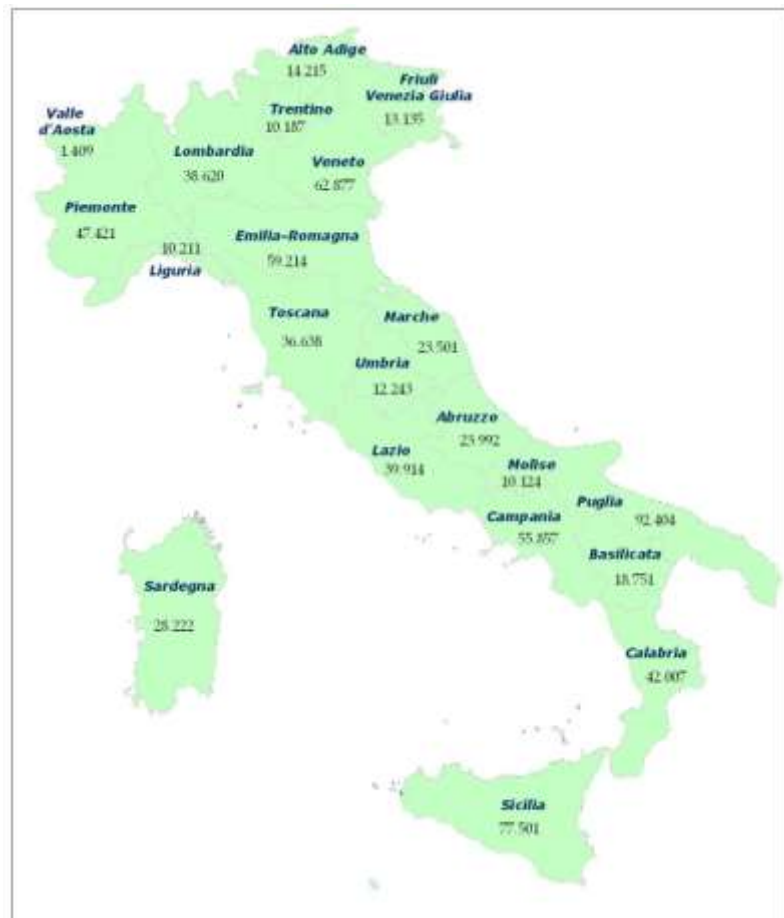 Alto Adige
14.215
Friuli
Venezia Giulia
13.135
Valle
d'Aosta
1.409
Trentino
10.187
Lombardia
38.620
Veneto
62.877
Piemonte
47.421
10.211
Liguria
Emilia-Romagna
59.214
Toscana
36.638
Marche
23.501
Umbria
12.243
Abruzzo
23.992
Lazio
39.914
Molise
10.124
Puglia
92.404
Campania
55.857
Basilicata
18.751
Sardegna
28.222
Calabria
42.007
Sicilia
77.501